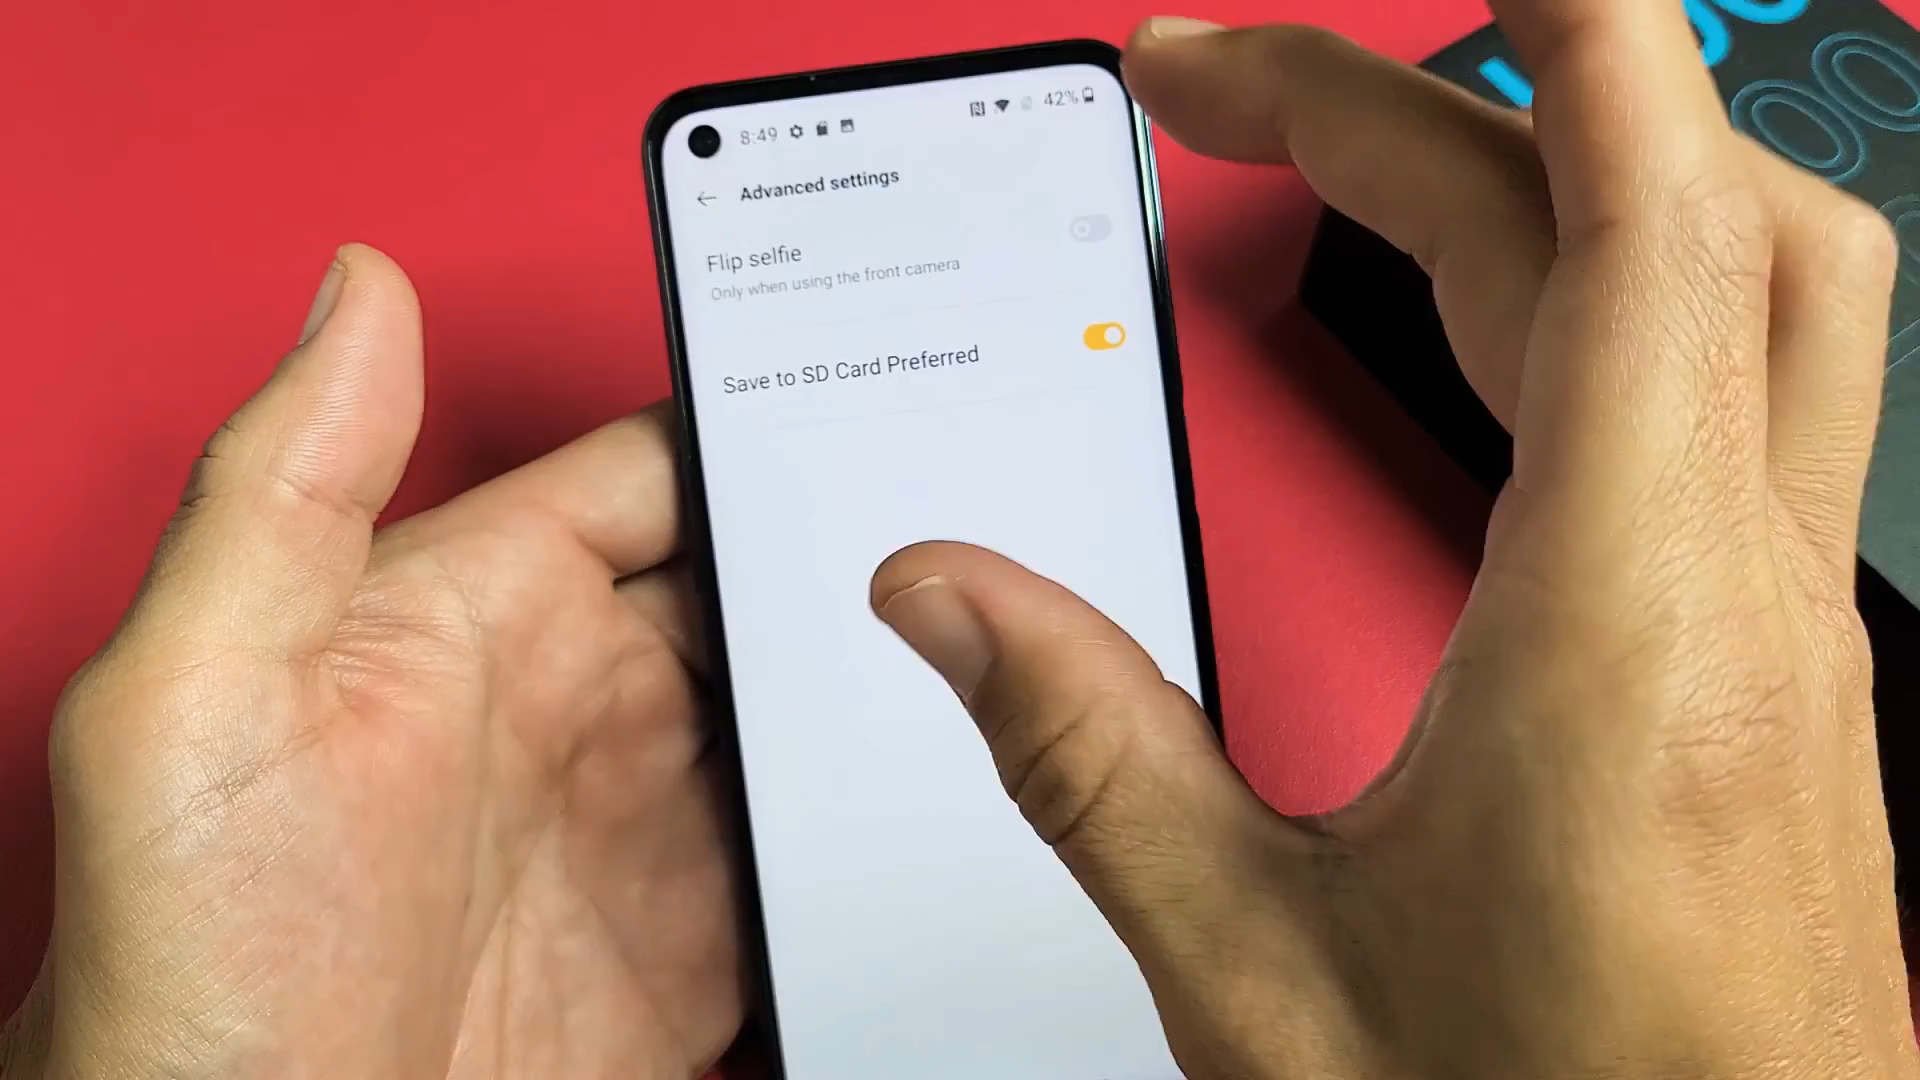 8:49 42%
Advanced settings
Flip selfie
Only when using the front camera
Save to SD Card Preferred